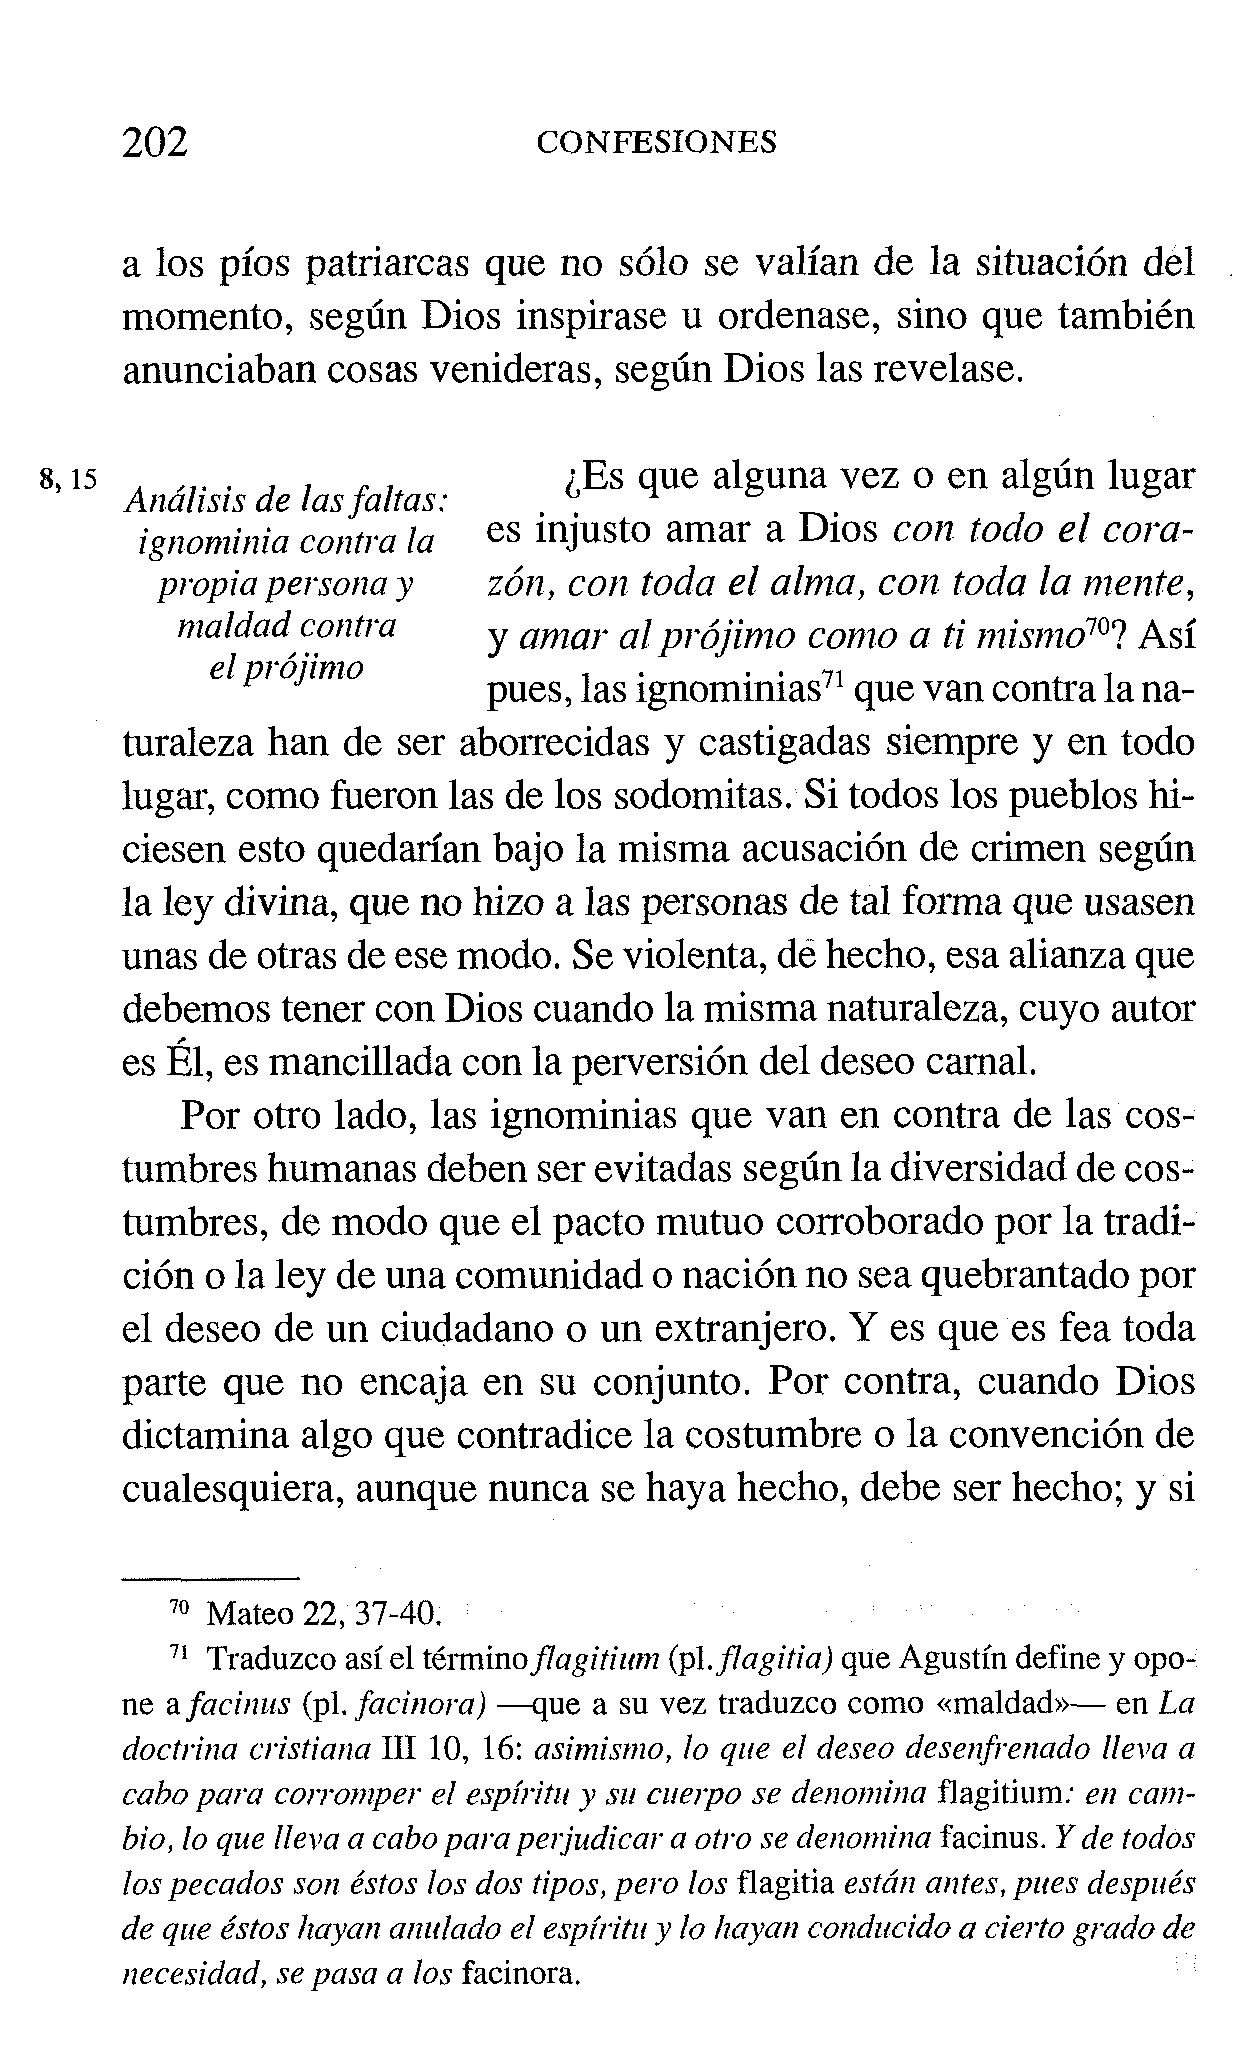 202 CONFESIONES
a los píos patriarcas que no sólo se valían de la situación del
momento, según Dios inspirase u ordenase, sino que también
anunciaban cosas venideras, según Dios las revelase.
8, 15
Análisis de las faltas:
ignominia contra la
propia persona y
maldad contra
el prójimo
¿Es que alguna vez o en algún lugar
es injusto amar a Dios con todo el cora-
zón, con toda el alma, con toda la mente,
y amar al prójimo como a ti mismo⁷⁰? Así
pues, las ignominias⁷¹ que van contra la na-
turaleza han de ser aborrecidas y castigadas siempre y en todo
lugar, como fueron las de los sodomitas. Si todos los pueblos hi-
ciesen esto quedarían bajo la misma acusación de crimen según
la ley divina, que no hizo a las personas de tal forma que usasen
unas de otras de ese modo. Se violenta, de hecho, esa alianza que
debemos tener con Dios cuando la misma naturaleza, cuyo autor
es Él, es mancillada con la perversión del deseo carnal.
Por otro lado, las ignominias que van en contra de las cos-
tumbres humanas deben ser evitadas según la diversidad de cos-
tumbres, de modo que el pacto mutuo corroborado por la tradi-
ción o la ley de una comunidad o nación no sea quebrantado por
el deseo de un ciudadano o un extranjero. Y es que es fea toda
parte que no encaja en su conjunto. Por contra, cuando Dios
dictamina algo que contradice la costumbre o la convención de
cualesquiera, aunque nunca se haya hecho, debe ser hecho; y si
⁷⁰ Mateo 22, 37-40.
⁷¹ Traduzco así el término flagitium (pl. flagitia) que Agustín define y opo-
ne a facinus (pl. facinora) —que a su vez traduzco como «maldad»— en La
doctrina cristiana III 10, 16: asimismo, lo que el deseo desenfrenado lleva a
cabo para corromper el espíritu y su cuerpo se denomina flagitium: en cam-
bio, lo que lleva a cabo para perjudicar a otro se denomina facinus. Y de todos
los pecados son éstos los dos tipos, pero los flagitia están antes, pues después
de que éstos hayan anulado el espíritu y lo hayan conducido a cierto grado de
necesidad, se pasa a los facinora.